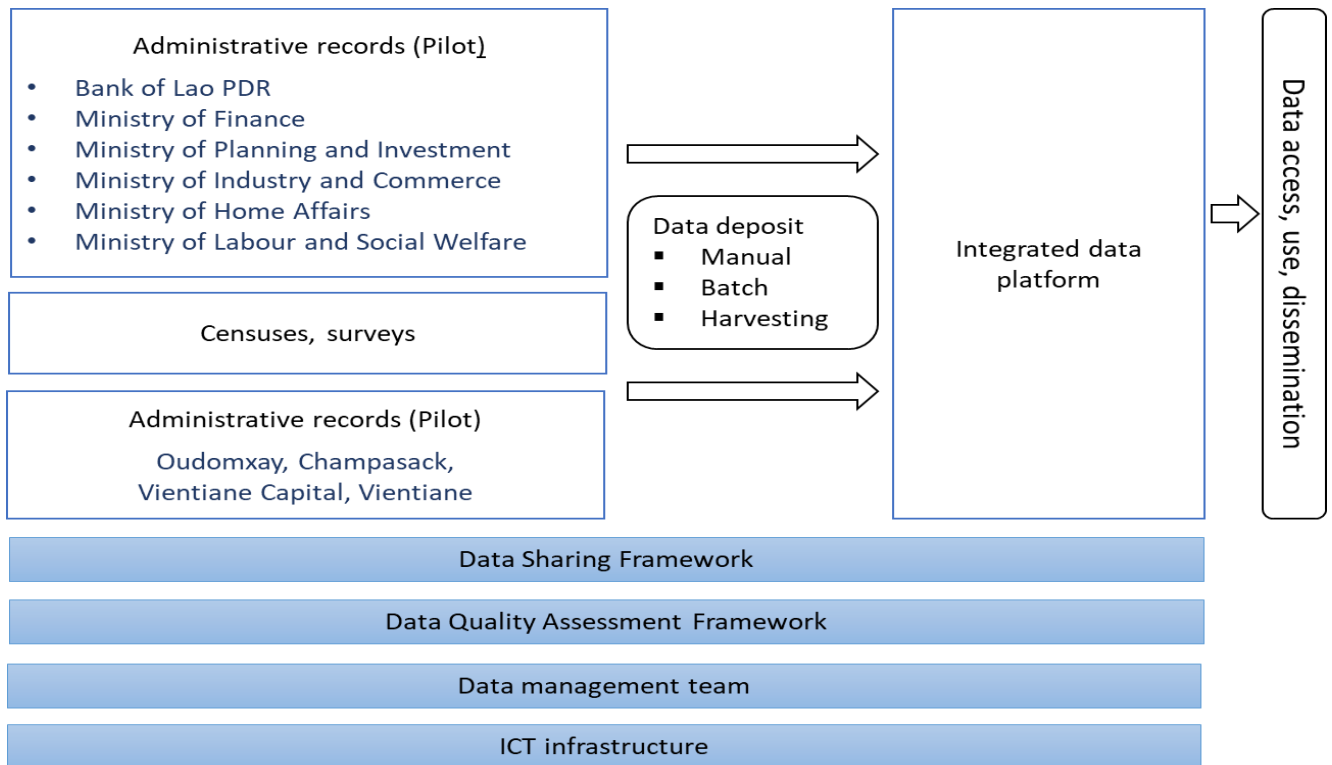 Administrative records (Pilot)
• Bank of Lao PDR
• Ministry of Finance
• Ministry of Planning and Investment
• Ministry of Industry and Commerce
• Ministry of Home Affairs
• Ministry of Labour and Social Welfare
Censuses, surveys
Administrative records (Pilot)
Oudomxay, Champasack,
Vientiane Capital, Vientiane
Data deposit
▪ Manual
▪ Batch
▪ Harvesting
Integrated data
platform
Data access, use, dissemination
Data Sharing Framework
Data Quality Assessment Framework
Data management team
ICT infrastructure